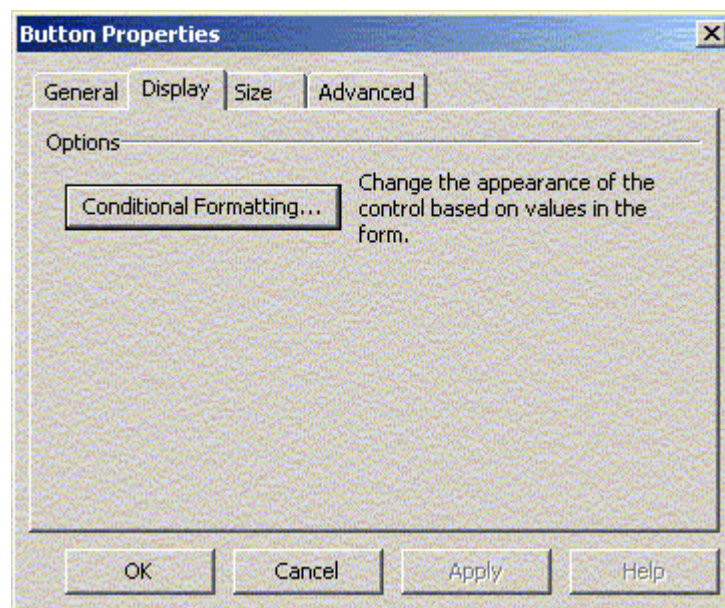 Button Properties
General Display Size Advanced
Options
Conditional Formatting...
Change the appearance of the
control based on values in the
form.
OK Cancel Apply Help